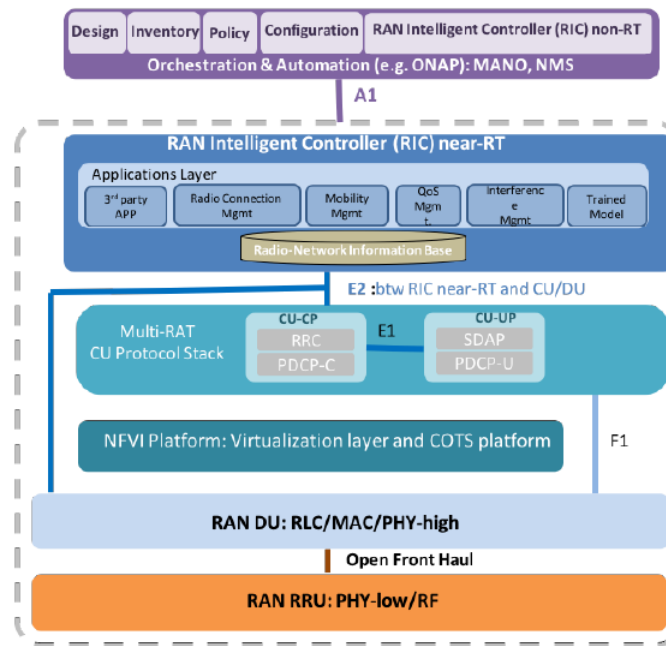 Design Inventory Policy Configuration RAN Intelligent Controller (RIC) non-RT
Orchestration & Automation (e.g. ONAP): MANO, NMS
A1
RAN Intelligent Controller (RIC) near-RT
Applications Layer
3rd party
APP
Radio Connection
Mgmt
Mobility
Mgmt
QoS
Mgm
t.
Interferenc
e
Mgmt
Trained
Model
Radio-Network Information Base
E2 :btw RIC near-RT and CU/DU
Multi-RAT
CU Protocol Stack
CU-CP
RRC
PDCP-C
E1
CU-UP
SDAP
PDCP-U
NFVI Platform: Virtualization layer and COTS platform
F1
RAN DU: RLC/MAC/PHY-high
Open Front Haul
RAN RRU: PHY-low/RF